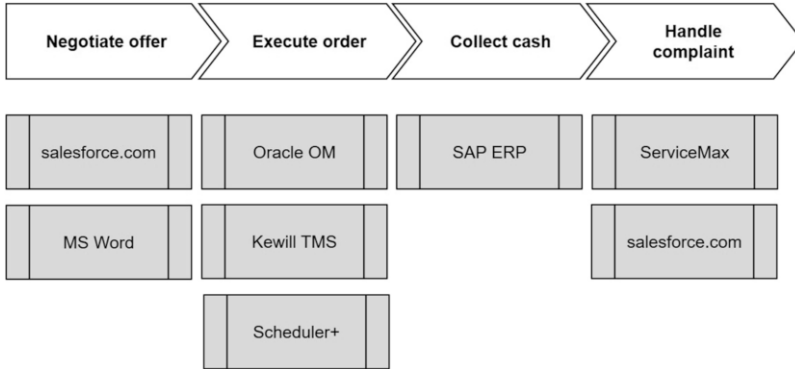 Negotiate offer
Execute order
Collect cash
Handle
complaint
salesforce.com
Oracle OM
SAP ERP
ServiceMax
MS Word
Kewill TMS
salesforce.com
Scheduler+